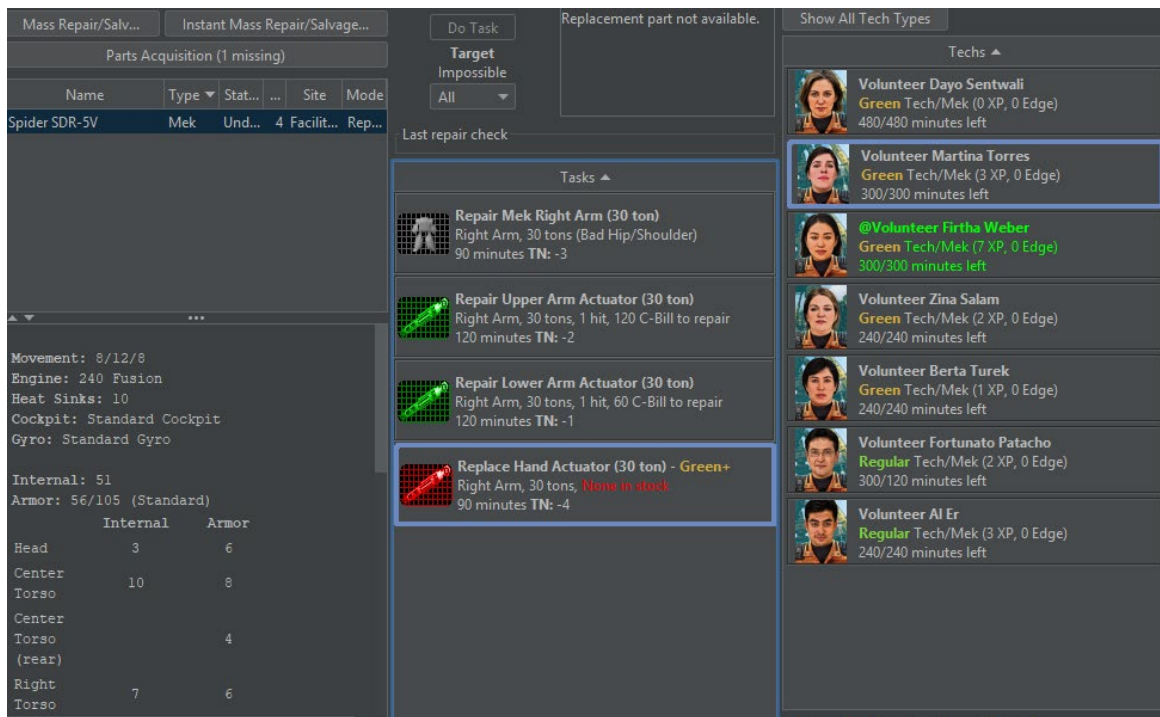 Mass Repair/Salv...
Instant Mass Repair/Salvage...
Parts Acquisition (1 missing)
Name Type Stat... ... Site Mode
Spider SDR-5V Mek Und... 4 Facilit... Rep...
Movement: 8/12/8
Engine: 240 Fusion
Heat Sinks: 10
Cockpit: Standard Cockpit
Gyro: Standard Gyro
Internal: 51
Armor: 56/105 (Standard)
Internal Armor
Head 3 6
Center
Torso 10 8
Center
Torso
(rear) 4
Right
Torso 7 6
Do Task
Target
Impossible
All
Replacement part not available.
Last repair check
Tasks
Repair Mek Right Arm (30 ton)
Right Arm, 30 tons (Bad Hip/Shoulder)
90 minutes TN: -3
Repair Upper Arm Actuator (30 ton)
Right Arm, 30 tons, 1 hit, 120 C-Bill to repair
120 minutes TN: -2
Repair Lower Arm Actuator (30 ton)
Right Arm, 30 tons, 1 hit, 60 C-Bill to repair
120 minutes TN: -1
Replace Hand Actuator (30 ton) - Green+
Right Arm, 30 tons, None in stock
90 minutes TN: -4
Show All Tech Types
Techs
Volunteer Dayo Sentwali
Green Tech/Mek (0 XP, 0 Edge)
480/480 minutes left
Volunteer Martina Torres
Green Tech/Mek (3 XP, 0 Edge)
300/300 minutes left
@Volunteer Firtha Weber
Green Tech/Mek (7 XP, 0 Edge)
300/300 minutes left
Volunteer Zina Salam
Green Tech/Mek (2 XP, 0 Edge)
240/240 minutes left
Volunteer Berta Turek
Green Tech/Mek (1 XP, 0 Edge)
240/240 minutes left
Volunteer Fortunato Patacho
Regular Tech/Mek (2 XP, 0 Edge)
300/120 minutes left
Volunteer Al Er
Regular Tech/Mek (3 XP, 0 Edge)
240/240 minutes left